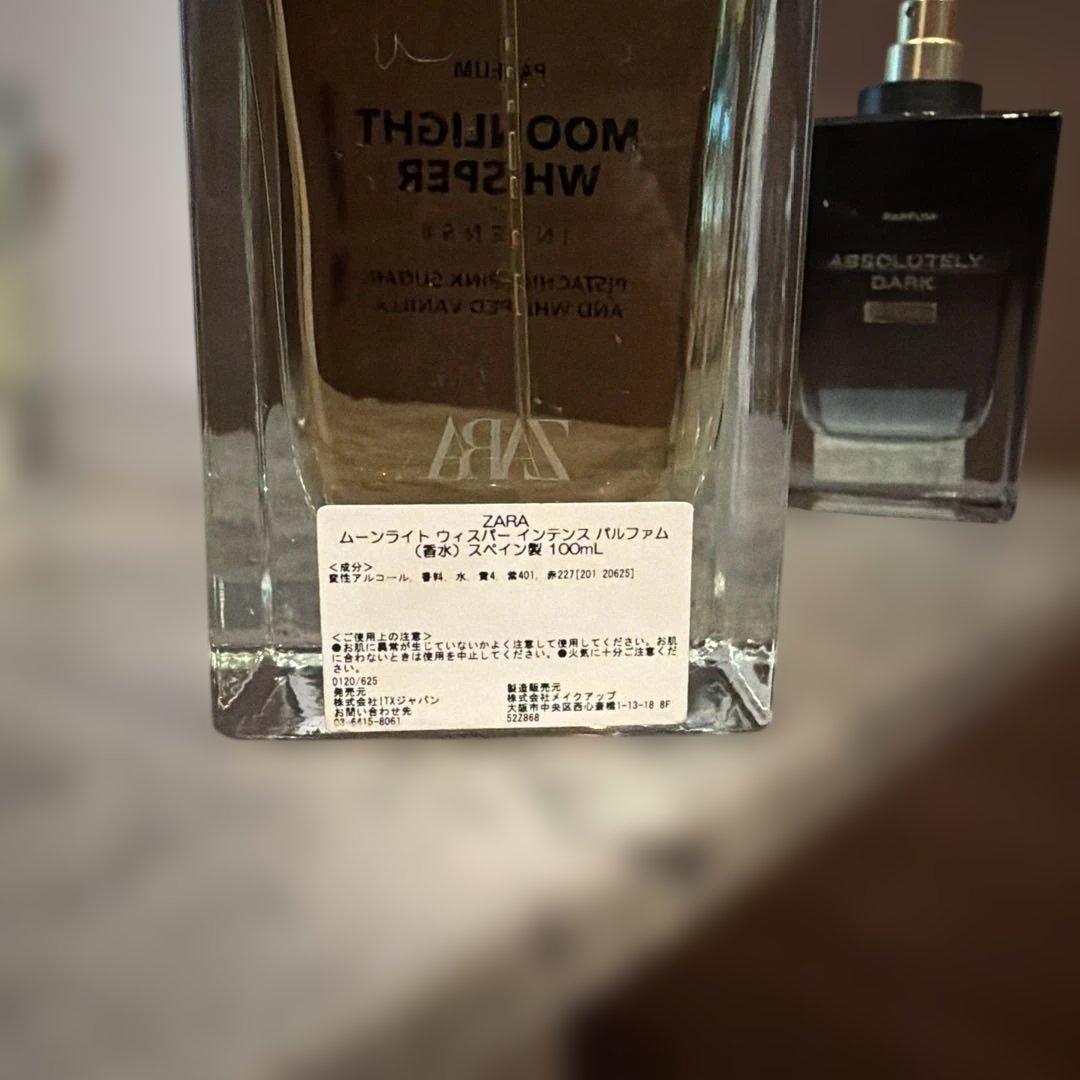 PARFUM
MOONLIGHT
WHISPER
INTENSE
PISTACHIO, PINK SUGAR
AND WHIPPED VANILLA
ZARA
PARFUM
ABSOLUTELY
DARK
ZARA
ムーンライト ウィスパー インテンス パルファム
（香水）スペイン製 100mL
＜成分＞
変性アルコール、香料、水、黄4、紫401、赤227[201 20625]
＜ご使用上の注意＞
●お肌に異常が生じていないかよく注意して使用してください。お肌
に合わないときは使用を中止してください。●火気に十分ご注意くだ
さい。
0120/625
発売元
株式会社ITXジャパン
お問い合わせ先
03-6415-8061
製造販売元
株式会社メイクアップ
大阪市中央区西心斎橋1-13-18 8F
52Z868